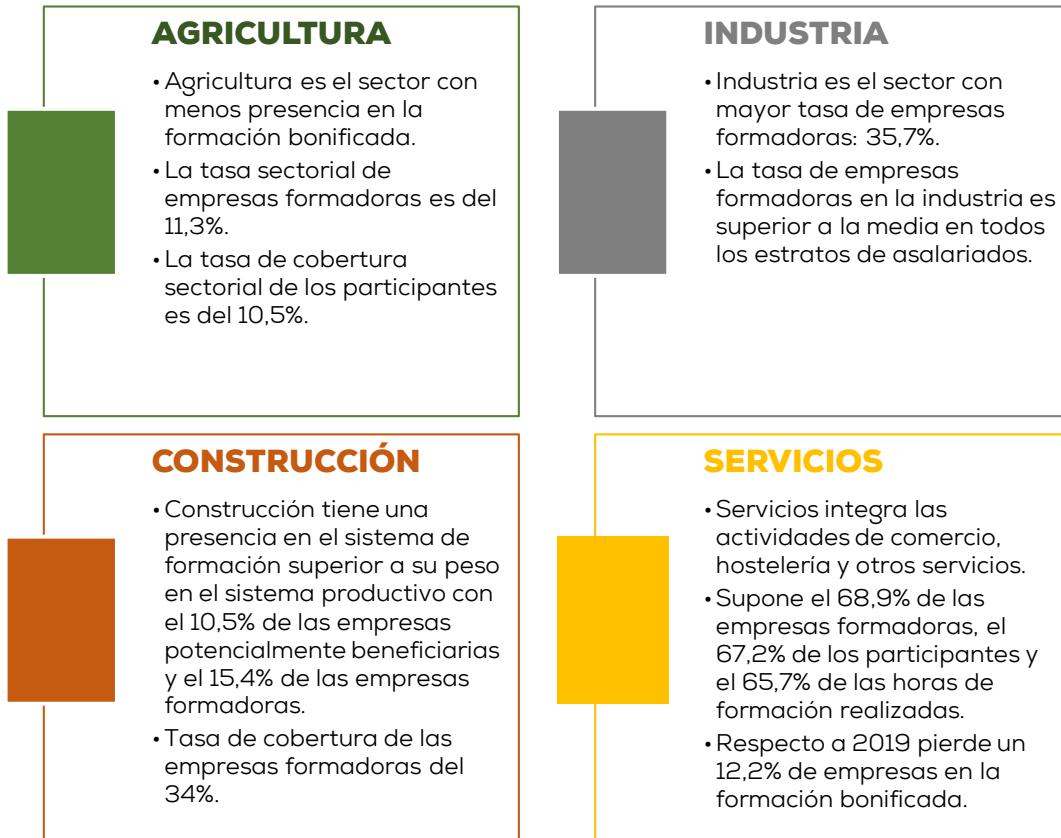 AGRICULTURA
• Agricultura es el sector con
menos presencia en la
formación bonificada.
• La tasa sectorial de
empresas formadoras es del
11,3%.
• La tasa de cobertura
sectorial de los participantes
es del 10,5%.
INDUSTRIA
• Industria es el sector con
mayor tasa de empresas
formadoras: 35,7%.
• La tasa de empresas
formadoras en la industria es
superior a la media en todos
los estratos de asalariados.
CONSTRUCCIÓN
• Construcción tiene una
presencia en el sistema de
formación superior a su peso
en el sistema productivo con
el 10,5% de las empresas
potencialmente beneficiarias
y el 15,4% de las empresas
formadoras.
• Tasa de cobertura de las
empresas formadoras del
34%.
SERVICIOS
• Servicios integra las
actividades de comercio,
hostelería y otros servicios.
• Supone el 68,9% de las
empresas formadoras, el
67,2% de los participantes y
el 65,7% de las horas de
formación realizadas.
• Respecto a 2019 pierde un
12,2% de empresas en la
formación bonificada.